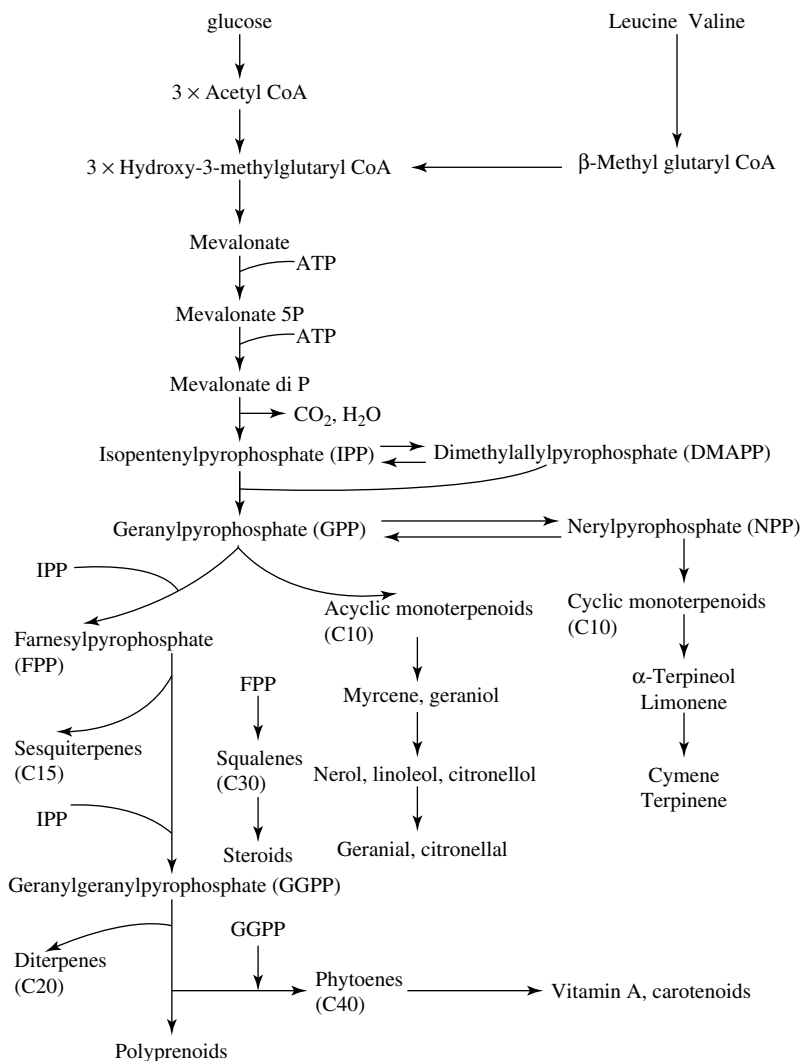 glucose
Leucine Valine
3 × Acetyl CoA
3 × Hydroxy-3-methylglutaryl CoA
β-Methyl glutaryl CoA
Mevalonate
ATP
Mevalonate 5P
ATP
Mevalonate di P
CO₂, H₂O
Isopentenylpyrophosphate (IPP)
Dimethylallylpyrophosphate (DMAPP)
Geranylpyrophosphate (GPP)
Nerylpyrophosphate (NPP)
IPP
Farnesylpyrophosphate
(FPP)
Acyclic monoterpenoids
(C10)
Cyclic monoterpenoids
(C10)
Sesquiterpenes
(C15)
FPP
Squalenes
(C30)
Steroids
Myrcene, geraniol
Nerol, linoleol, citronellol
Geranial, citronellal
α-Terpineol
Limonene
Cymene
Terpinene
IPP
Geranylgeranylpyrophosphate (GGPP)
Diterpenes
(C20)
GGPP
Phytoenes
(C40)
Vitamin A, carotenoids
Polyprenoids